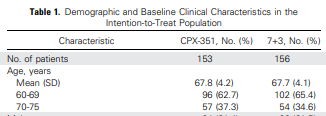 Table 1. Demographic and Baseline Clinical Characteristics in the
Intention-to-Treat Population
Characteristic CPX-351, No. (%) 7+3, No. (%)
No. of patients 153 156
Age, years
Mean (SD) 67.8 (4.2) 67.7 (4.1)
60-69 96 (62.7) 102 (65.4)
70-75 57 (37.3) 54 (34.6)